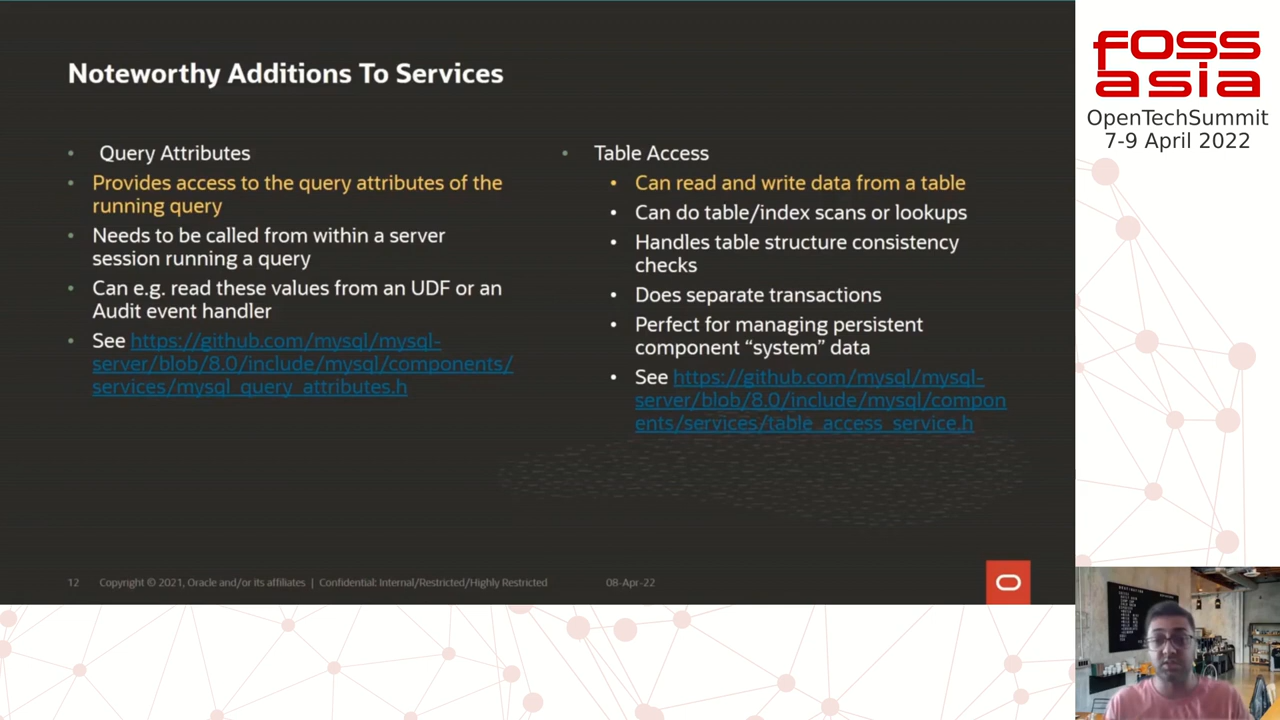 Noteworthy Additions To Services
• Query Attributes
• Provides access to the query attributes of the
running query
• Needs to be called from within a server
session running a query
• Can e.g. read these values from an UDF or an
Audit event handler
• See https://github.com/mysql/mysql-
server/blob/8.0/include/mysql/components/
services/mysql_query_attributes.h
• Table Access
• Can read and write data from a table
• Can do table/index scans or lookups
• Handles table structure consistency
checks
• Does separate transactions
• Perfect for managing persistent
component “system” data
• See https://github.com/mysql/mysql-
server/blob/8.0/include/mysql/compon
ents/services/table_access_service.h
12 Copyright © 2021, Oracle and/or its affiliates | Confidential: Internal/Restricted/Highly Restricted 08-Apr-22
foss
asia
OpenTechSummit
7-9 April 2022